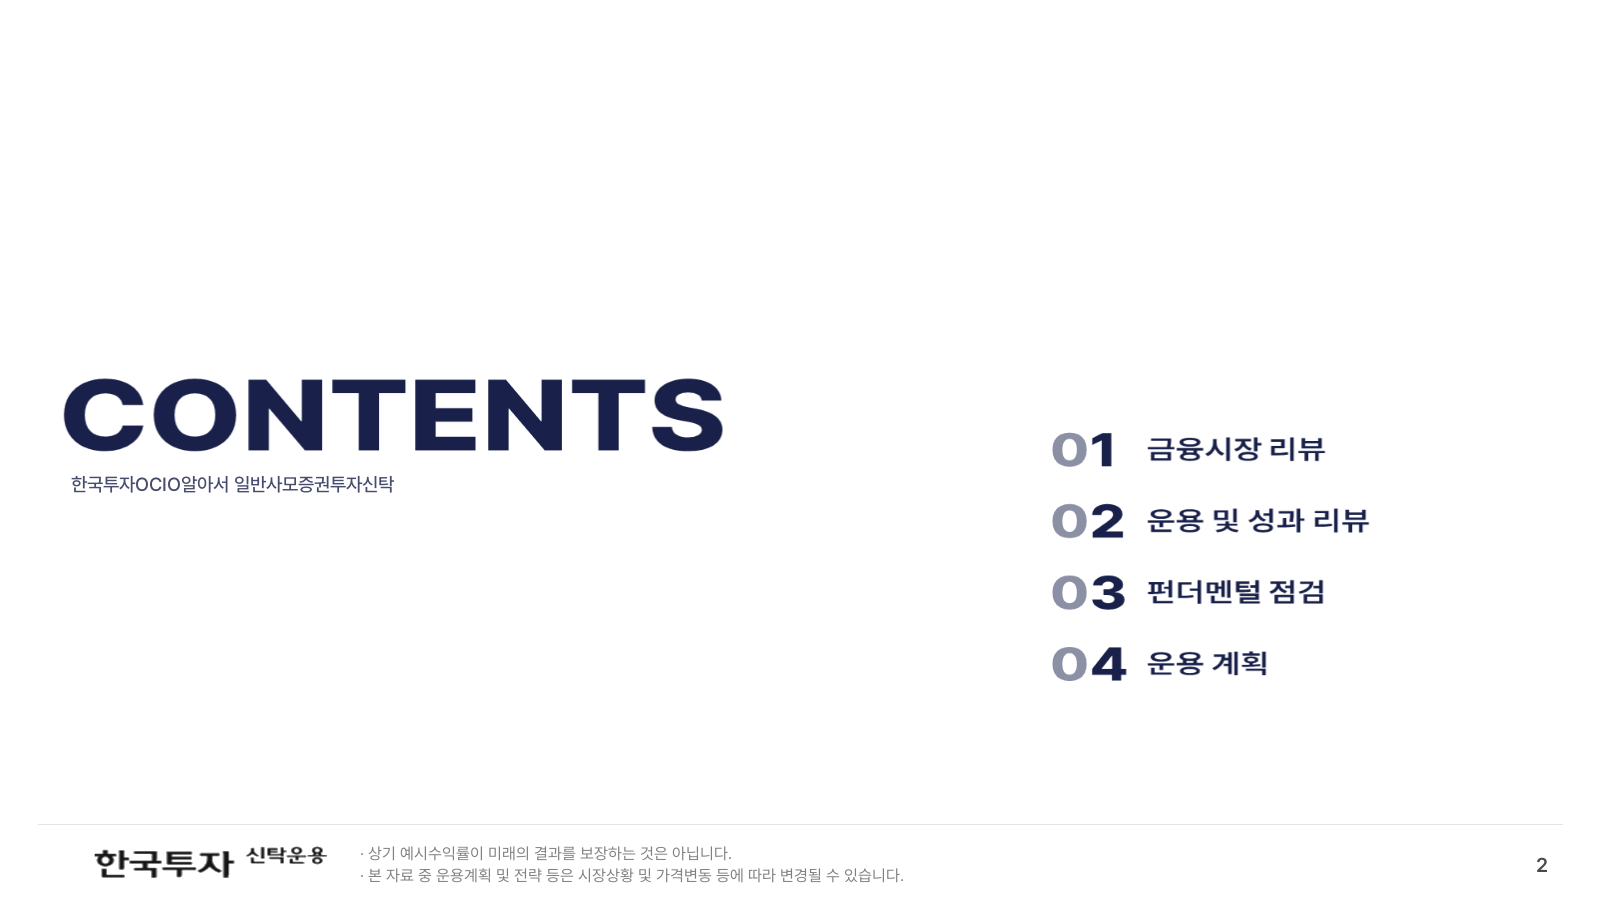 CONTENTS
한국투자OCIO알아서 일반사모증권투자신탁
01 금융시장 리뷰
02 운용 및 성과 리뷰
03 펀더멘털 점검
04 운용 계획
한국투자 신탁운용
· 상기 예시수익률이 미래의 결과를 보장하는 것은 아닙니다.
· 본 자료 중 운용계획 및 전략 등은 시장상황 및 가격변동 등에 따라 변경될 수 있습니다.
2